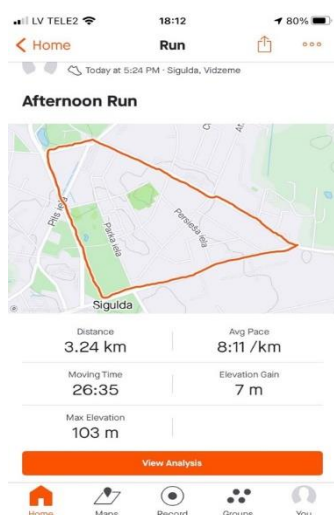 LV TELE2 18:12 80%
Home Run
Today at 5:24 PM · Sigulda, Vidzeme
Afternoon Run
Pils iela
Parka iela
Persiesa iela
Sigulda
Distance Avg Pace
3.24 km 8:11 /km
Moving Time Elevation Gain
26:35 7 m
Max Elevation
103 m
View Analysis
Home Maps Record Groups You